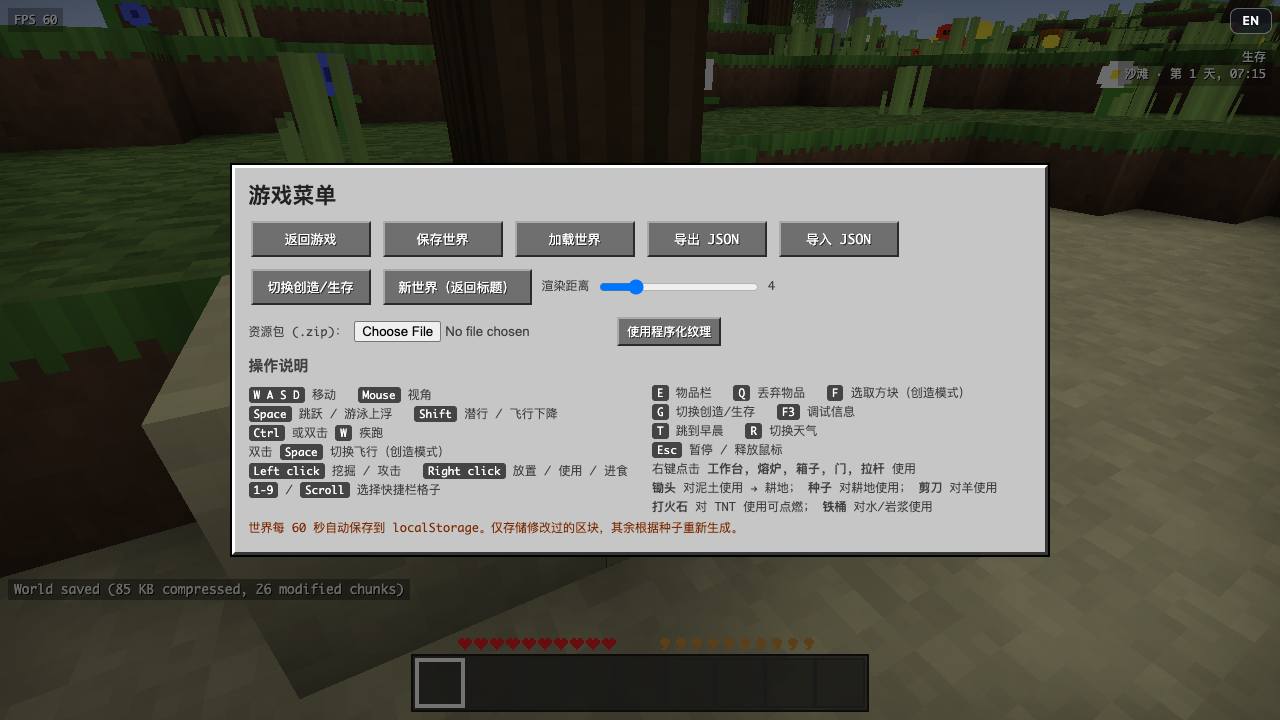 FPS 60
EN
生存
沙滩 · 第 1 天, 07:15
游戏菜单
返回游戏 保存世界 加载世界 导出 JSON 导入 JSON
切换创造/生存 新世界（返回标题） 渲染距离 4
资源包 (.zip): Choose File No file chosen 使用程序化纹理
操作说明
W A S D 移动 Mouse 视角
Space 跳跃 / 游泳上浮 Shift 潜行 / 飞行下降
Ctrl 或双击 W 疾跑
双击 Space 切换飞行（创造模式）
Left click 挖掘 / 攻击 Right click 放置 / 使用 / 进食
1-9 / Scroll 选择快捷栏格子
E 物品栏 Q 丢弃物品 F 选取方块（创造模式）
G 切换创造/生存 F3 调试信息
T 跳到早晨 R 切换天气
Esc 暂停 / 释放鼠标
右键点击 工作台, 熔炉, 箱子, 门, 拉杆 使用
锄头 对泥土使用 → 耕地; 种子 对耕地使用; 剪刀 对羊使用
打火石 对 TNT 使用可点燃; 铁桶 对水/岩浆使用
世界每 60 秒自动保存到 localStorage。仅存储修改过的区块，其余根据种子重新生成。
World saved (85 KB compressed, 26 modified chunks)